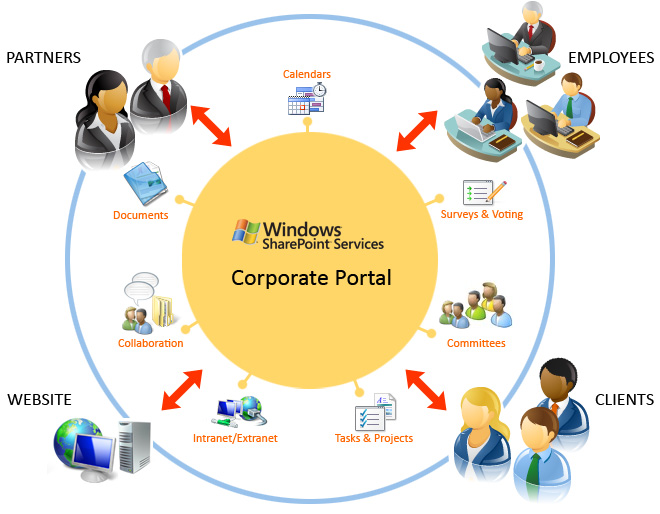 PARTNERS
EMPLOYEES
Calendars
Documents
Surveys & Voting
Windows
SharePoint Services
Corporate Portal
Collaboration
Committees
WEBSITE
CLIENTS
Intranet/Extranet
Tasks & Projects